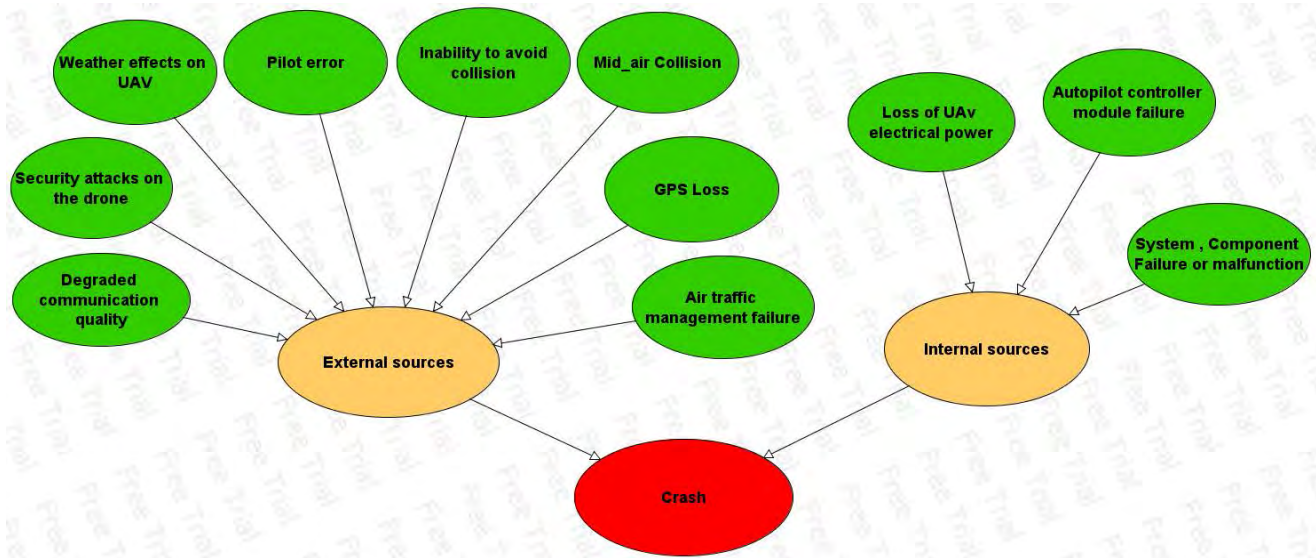 Weather effects on
UAV
Pilot error
Inability to avoid
collision
Mid_air Collision
Loss of UAv
electrical power
Autopilot controller
module failure
Security attacks on
the drone
GPS Loss
System , Component
Failure or malfunction
Degraded
communication
quality
Air traffic
management failure
External sources
Internal sources
Crash
Free Trial